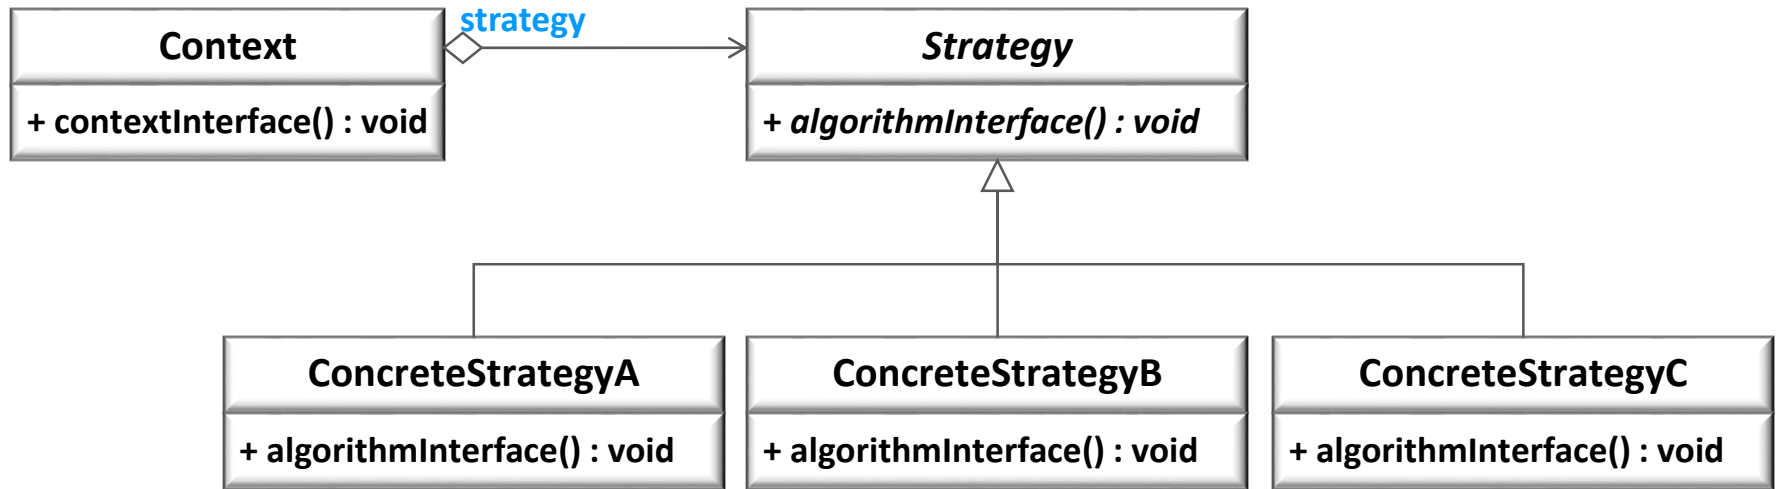 Context
strategy
Strategy
+ contextInterface() : void
+ algorithmInterface() : void
ConcreteStrategyA
ConcreteStrategyB
ConcreteStrategyC
+ algorithmInterface() : void
+ algorithmInterface() : void
+ algorithmInterface() : void